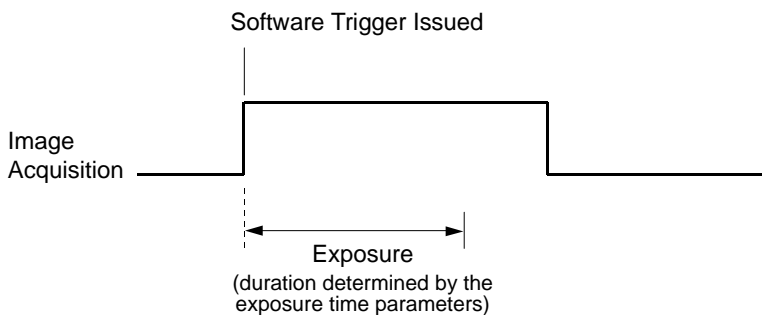 Software Trigger Issued
Image
Acquisition
Exposure
(duration determined by the
exposure time parameters)